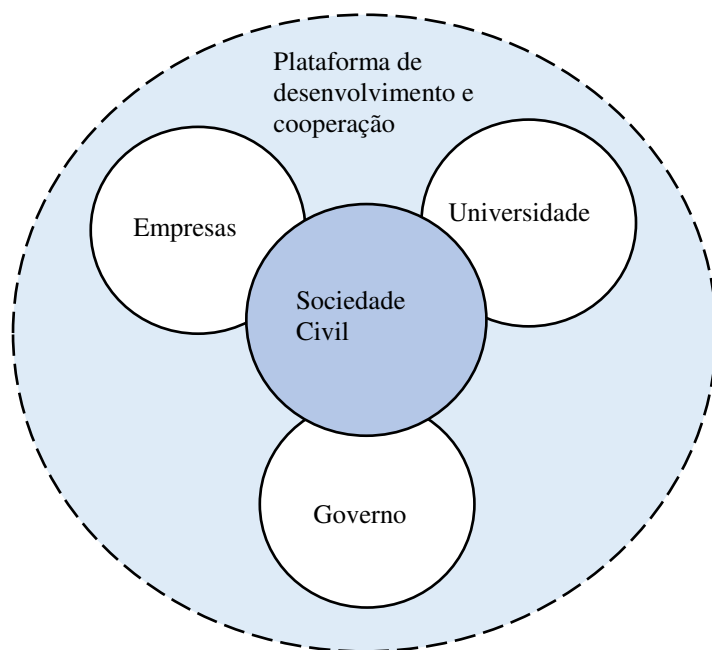 Plataforma de
desenvolvimento e
cooperação
Empresas
Universidade
Sociedade
Civil
Governo